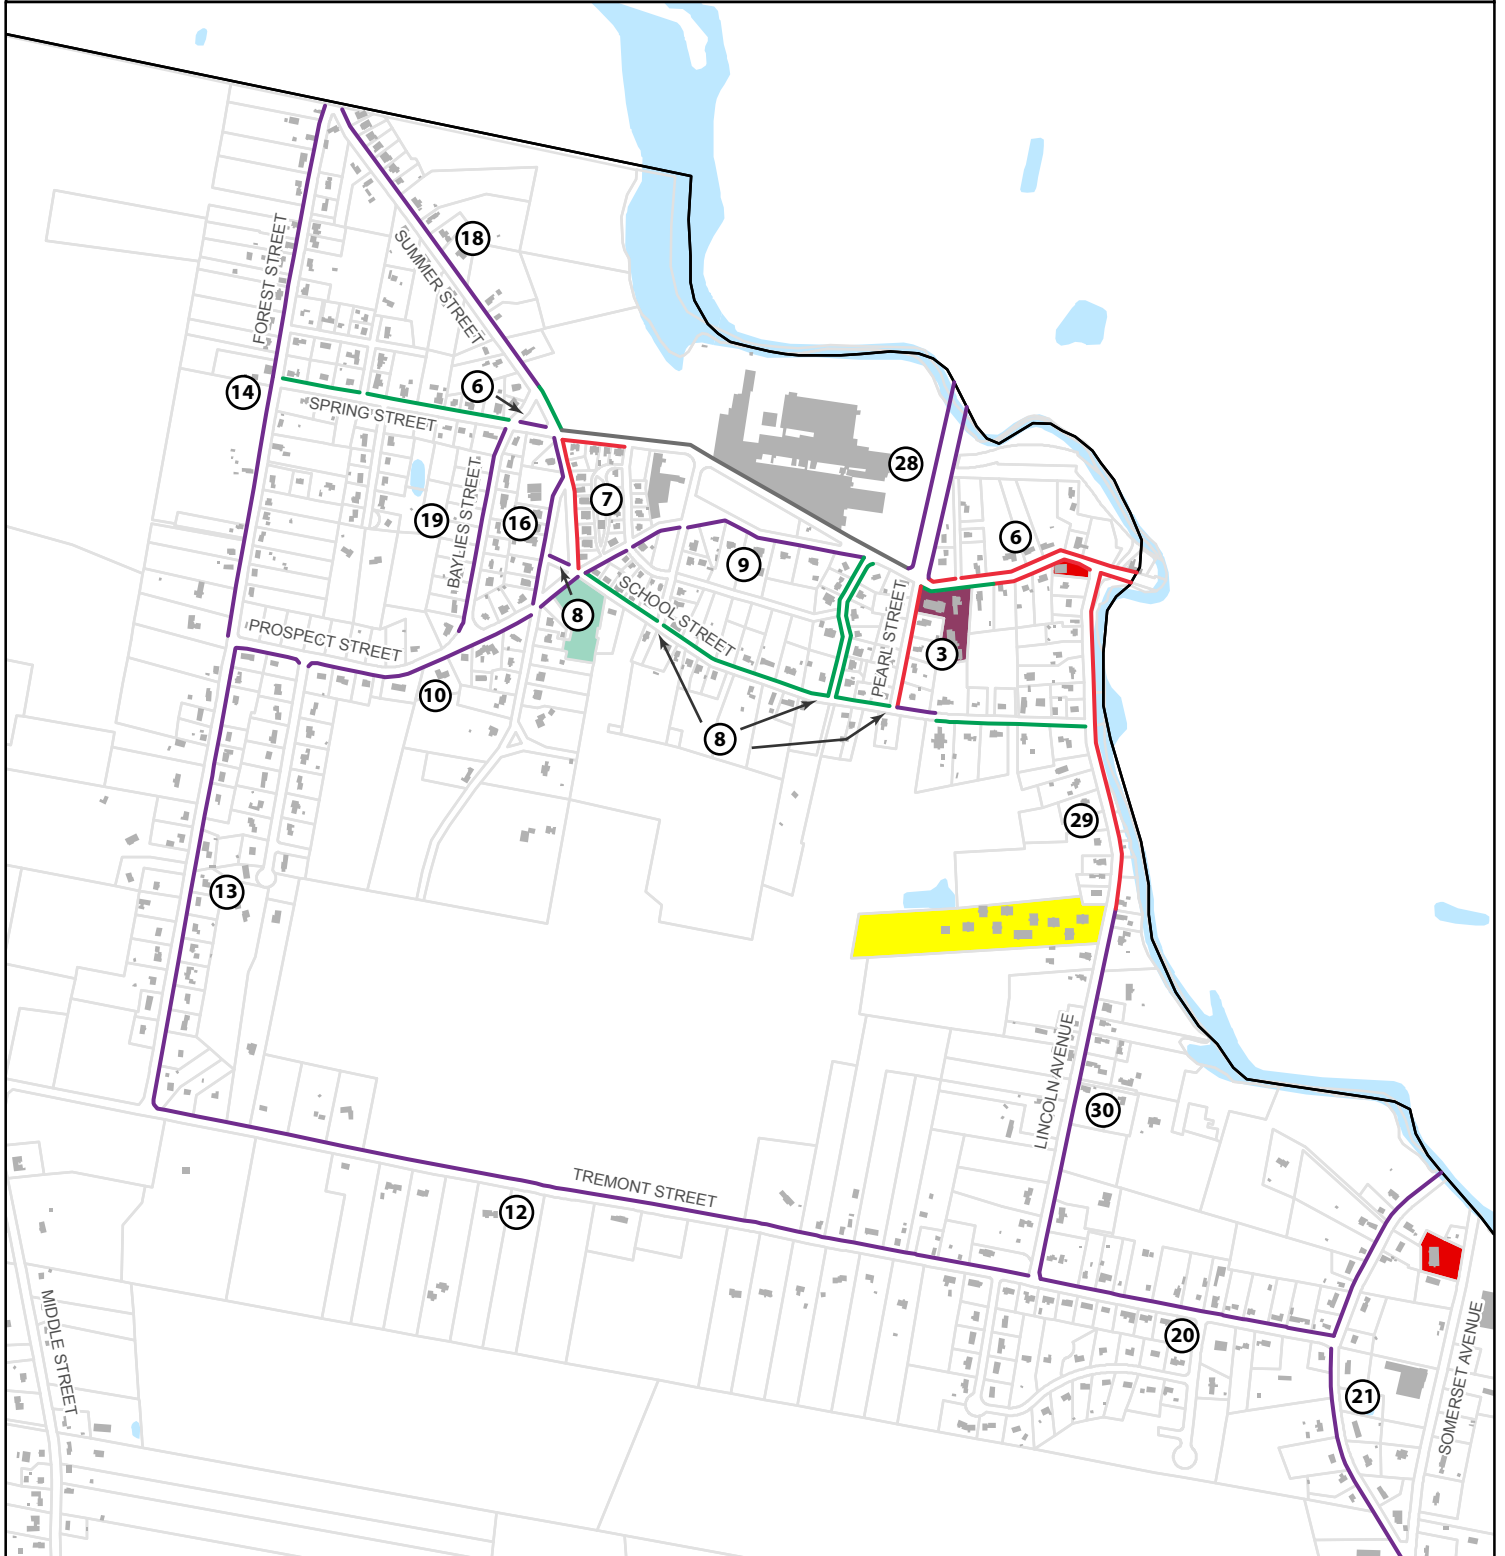 18
SUMMER STREET
FOREST STREET
6
14
SPRING STREET
28
BAYLIES STREET
7
19
16
6
9
SCHOOL STREET
8
PEARL STREET
PROSPECT STREET
3
10
8
29
13
LINCOLN AVENUE
30
TREMONT STREET
12
MIDDLE STREET
20
SOMERSET AVENUE
21